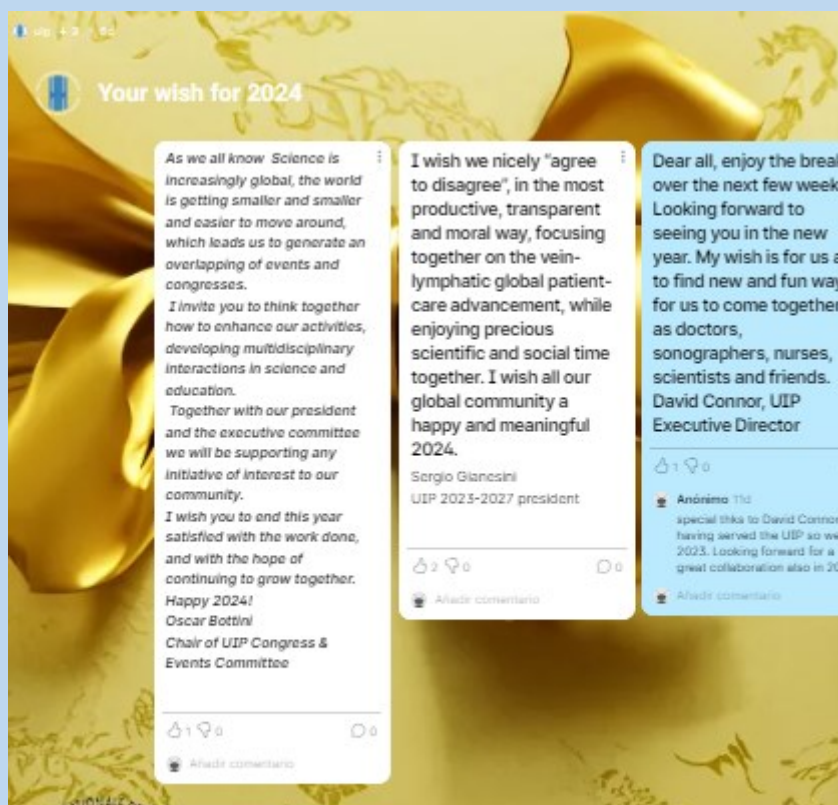 uip + 3
Your wish for 2024
As we all know Science is
increasingly global, the world
is getting smaller and smaller
and easier to move around,
which leads us to generate an
overlapping of events and
congresses.
I invite you to think together
how to enhance our activities,
developing multidisciplinary
interactions in science and
education.
Together with our president
and the executive committee
we will be supporting any
initiative of interest to our
community.
I wish you to end this year
satisfied with the work done,
and with the hope of
continuing to grow together.
Happy 2024!
Oscar Bottini
Chair of UIP Congress &
Events Committee
1 0 0
Añadir comentario
I wish we nicely "agree
to disagree", in the most
productive, transparent
and moral way, focusing
together on the vein-
lymphatic global patient-
care advancement, while
enjoying precious
scientific and social time
together. I wish all our
global community a
happy and meaningful
2024.
Sergio Gianesini
UIP 2023-2027 president
2 0 0
Añadir comentario
Dear all, enjoy the break
over the next few week
Looking forward to
seeing you in the new
year. My wish is for us a
to find new and fun way
for us to come together
as doctors,
sonographers, nurses,
scientists and friends.
David Connor, UIP
Executive Director
1 0
Anónimo 11d
special thks to David Connor
having served the UIP so we
2023. Looking forward for a
great collaboration also in 20
Añadir comentario